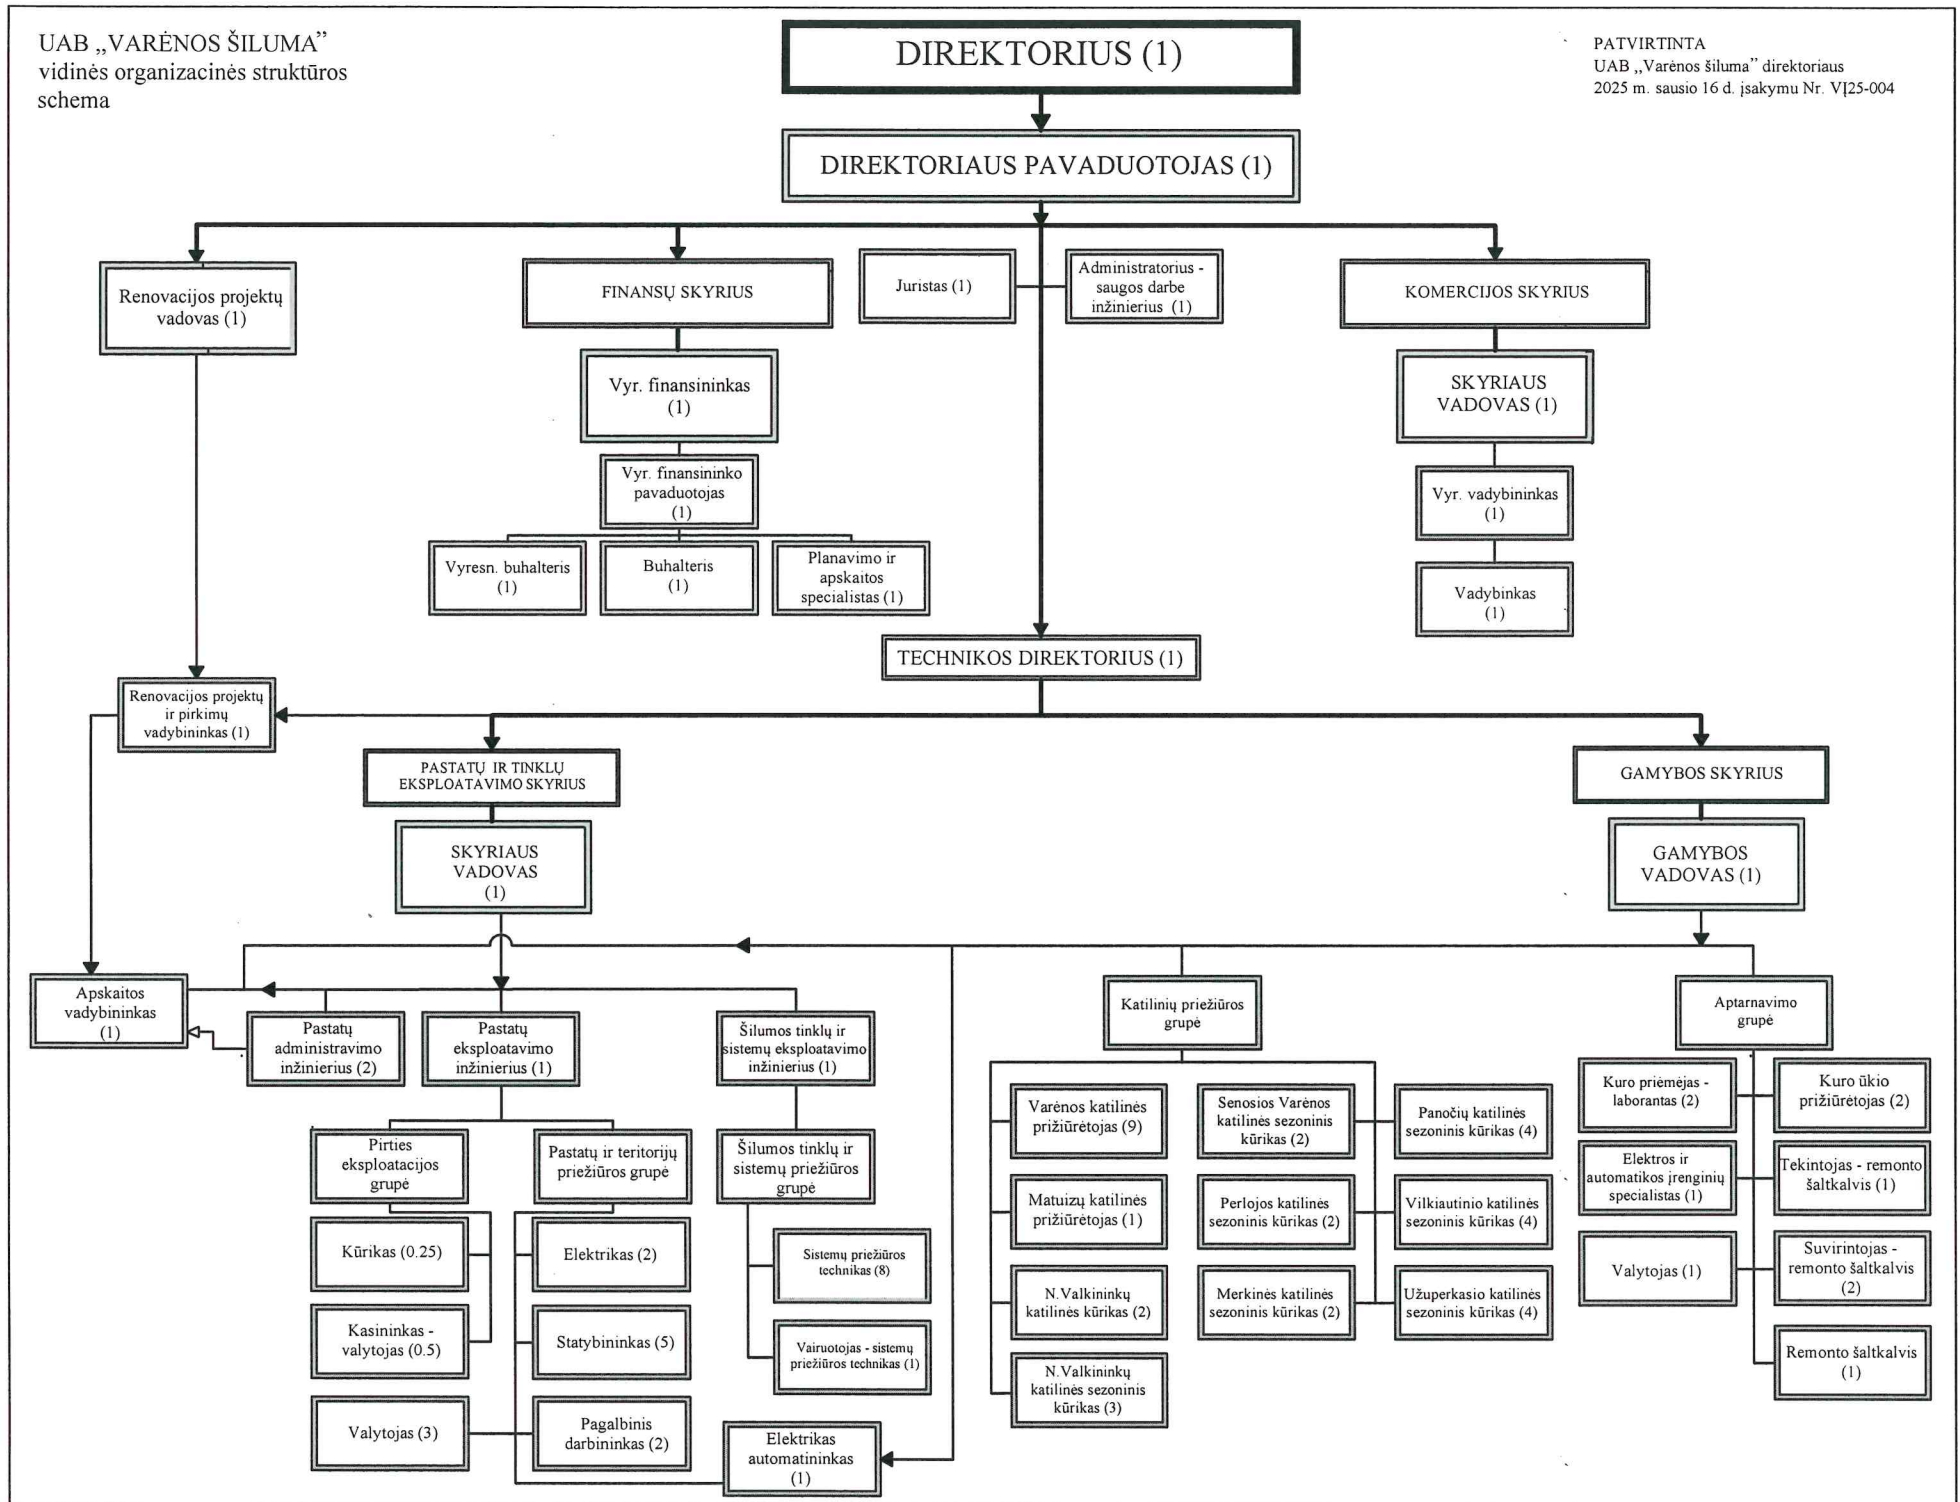 UAB „VARĖNOS ŠILUMA”
vidinės organizacinės struktūros
schema
DIREKTORIUS (1)
PATVIRTINTA
UAB „Varėnos šiluma” direktoriaus
2025 m. sausio 16 d. įsakymu Nr. VĮ25-004
DIREKTORIAUS PAVADUOTOJAS (1)
Renovacijos projektų
vadovas (1)
FINANSŲ SKYRIUS
Juristas (1)
Administratorius -
saugos darbe
inžinierius (1)
KOMERCIJOS SKYRIUS
Vyr. finansininkas
(1)
SKYRIAUS
VADOVAS (1)
Vyr. finansininko
pavaduotojas
(1)
Vyr. vadybininkas
(1)
Vyresn. buhalteris
(1)
Buhalteris
(1)
Planavimo ir
apskaitos
specialistas (1)
Vadybinkas
(1)
TECHNIKOS DIREKTORIUS (1)
Renovacijos projektų
ir pirkimų
vadybininkas (1)
PASTATŲ IR TINKLŲ
EKSPLOATAVIMO SKYRIUS
GAMYBOS SKYRIUS
SKYRIAUS
VADOVAS
(1)
GAMYBOS
VADOVAS (1)
Apskaitos
vadybininkas
(1)
Pastatų
administravimo
inžinierius (2)
Pastatų
eksploatavimo
inžinierius (1)
Šilumos tinklų ir
sistemų eksploatavimo
inžinierius (1)
Katilinių priežiūros
grupė
Aptarnavimo
grupė
Pirties
eksploatacijos
grupė
Pastatų ir teritorijų
priežiūros grupė
Šilumos tinklų ir
sistemų priežiūros
grupė
Varėnos katilinės
prižiūrėtojas (9)
Senosios Varėnos
katilinės sezoninis
kūrikas (2)
Panočių katilinės
sezoninis kūrikas (4)
Kuro priėmėjas -
laborantas (2)
Kuro ūkio
prižiūrėtojas (2)
Kūrikas (0.25)
Elektrikas (2)
Sistemų priežiūros
technikas (8)
Matuizų katilinės
prižiūrėtojas (1)
Perlojos katilinės
sezoninis kūrikas (2)
Vilkiautinio katilinės
sezoninis kūrikas (4)
Elektros ir
automatikos įrenginių
specialistas (1)
Tekintojas - remonto
šaltkalvis (1)
Kasininkas -
valytojas (0.5)
Statybininkas (5)
Vairuotojas - sistemų
priežiūros technikas (1)
N.Valkininkų
katilinės kūrikas (2)
Merkinės katilinės
sezoninis kūrikas (2)
Užuperkasio katilinės
sezoninis kūrikas (4)
Valytojas (1)
Suvirintojas -
remonto šaltkalvis
(2)
Valytojas (3)
Pagalbinis
darbininkas (2)
Elektrikas
automatininkas
(1)
N.Valkininkų
katilinės sezoninis
kūrikas (3)
Remonto šaltkalvis
(1)